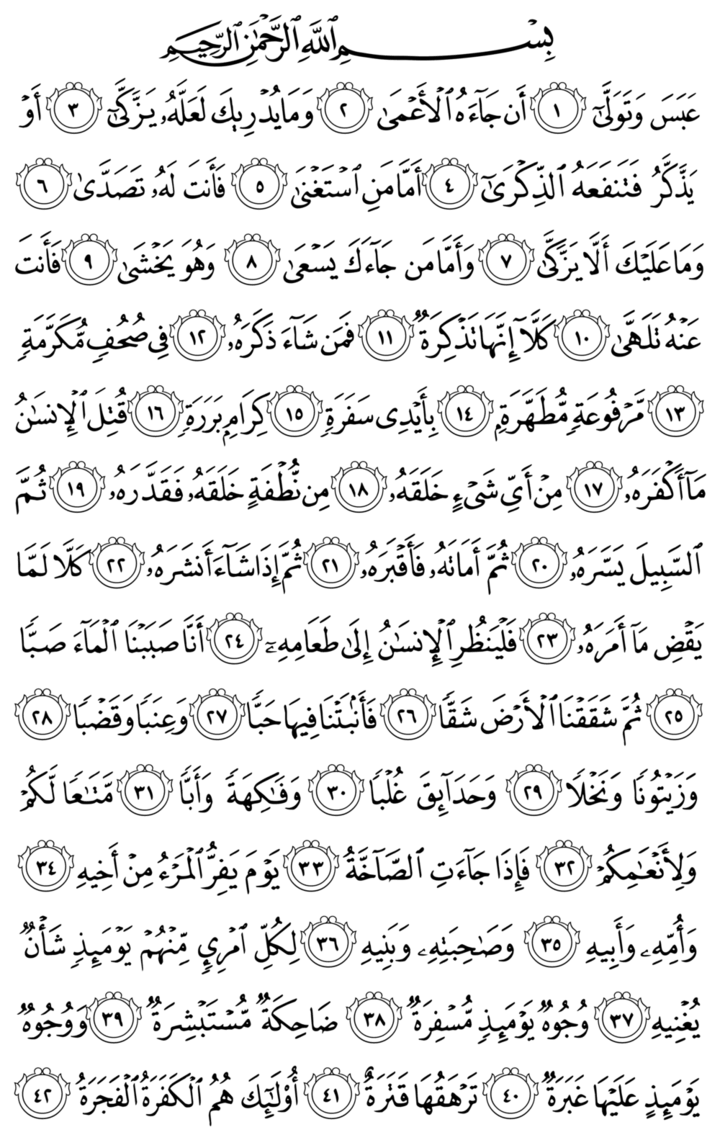 بِسْمِ ٱللَّهِ ٱلرَّحْمَٰنِ ٱلرَّحِيمِ
عَبَسَ وَتَوَلَّىٰٓ ١ أَن جَآءَهُ ٱلْأَعْمَىٰ ٢ وَمَا يُدْرِيكَ لَعَلَّهُۥ يَزَّكَّىٰٓ ٣ أَوْ
يَذَّكَّرُ فَتَنفَعَهُ ٱلذِّكْرَىٰٓ ٤ أَمَّا مَنِ ٱسْتَغْنَىٰ ٥ فَأَنتَ لَهُۥ تَصَدَّىٰ ٦
وَمَا عَلَيْكَ أَلَّا يَزَّكَّىٰ ٧ وَأَمَّا مَن جَآءَكَ يَسْعَىٰ ٨ وَهُوَ يَخْشَىٰ ٩ فَأَنتَ
عَنْهُ تَلَهَّىٰ ١٠ كَلَّآ إِنَّهَا تَذْكِرَةٌ ١١ فَمَن شَآءَ ذَكَرَهُۥ ١٢ فِى صُحُفٍ مُّكَرَّمَةٍ
١٣ مَّرْفُوعَةٍ مُّطَهَّرَةٍۭ ١٤ بِأَيْدِى سَفَرَةٍ ١٥ كِرَامٍۭ بَرَرَةٍ ١٦ قُتِلَ ٱلْإِنسَٰنُ
مَآ أَكْفَرَهُۥ ١٧ مِنْ أَىِّ شَىْءٍ خَلَقَهُۥ ١٨ مِن نُّطْفَةٍ خَلَقَهُۥ فَقَدَّرَهُۥ ١٩ ثُمَّ
ٱلسَّبِيلَ يَسَّرَهُۥ ٢٠ ثُمَّ أَمَاتَهُۥ فَأَقْبَرَهُۥ ٢١ ثُمَّ إِذَا شَآءَ أَنشَرَهُۥ ٢٢ كَلَّا لَمَّا
يَقْضِ مَآ أَمَرَهُۥ ٢٣ فَلْيَنظُرِ ٱلْإِنسَٰنُ إِلَىٰ طَعَامِهِۦٓ ٢٤ أَنَّا صَبَبْنَا ٱلْمَآءَ صَبًّا
٢٥ ثُمَّ شَقَقْنَا ٱلْأَرْضَ شَقًّا ٢٦ فَأَنۢبَتْنَا فِيهَا حَبًّا ٢٧ وَعِنَبًا وَقَضْبًا ٢٨
وَزَيْتُونًا وَنَخْلًا ٢٩ وَحَدَآئِقَ غُلْبًا ٣٠ وَفَٰكِهَةً وَأَبًّا ٣١ مَّتَٰعًا لَّكُمْ
وَلِأَنْعَٰمِكُمْ ٣٢ فَإِذَا جَآءَتِ ٱلصَّآخَّةُ ٣٣ يَوْمَ يَفِرُّ ٱلْمَرْءُ مِنْ أَخِيهِ ٣٤
وَأُمِّهِۦ وَأَبِيهِ ٣٥ وَصَٰحِبَتِهِۦ وَبَنِيهِ ٣٦ لِكُلِّ ٱمْرِئٍ مِّنْهُمْ يَوْمَئِذٍ شَأْنٌ
يُغْنِيهِ ٣٧ وُجُوهٌ يَوْمَئِذٍ مُّسْفِرَةٌ ٣٨ ضَاحِكَةٌ مُّسْتَبْشِرَةٌ ٣٩ وَوُجُوهٌ
يَوْمَئِذٍ عَلَيْهَا غَبَرَةٌ ٤٠ تَرْهَقُهَا قَتَرَةٌ ٤١ أُو۟لَٰٓئِكَ هُمُ ٱلْكَفَرَةُ ٱلْفَجَرَةُ ٤٢